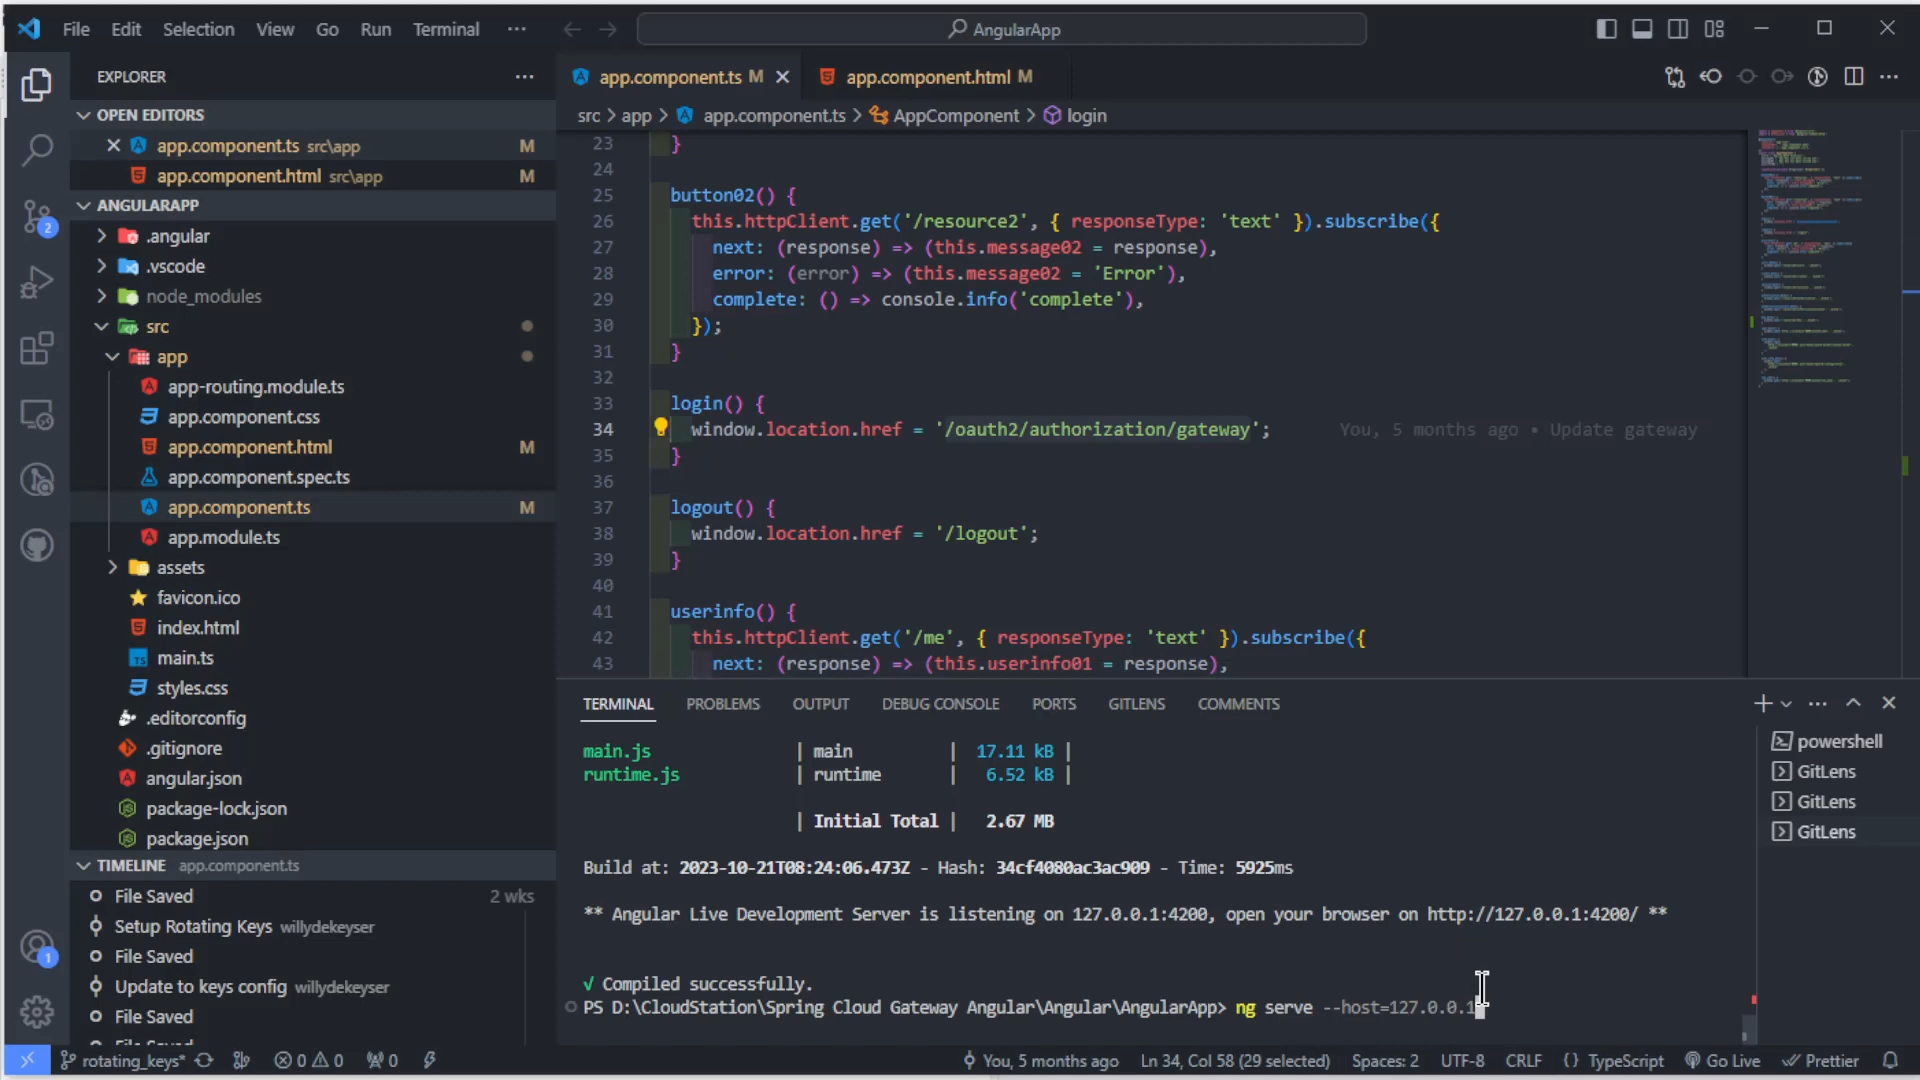 File Edit Selection View Go Run Terminal ··· AngularApp
EXPLORER ···
OPEN EDITORS
app.component.ts src\app M
app.component.html src\app M
ANGULARAPP
.angular
.vscode
node_modules
src
app
app-routing.module.ts
app.component.css
app.component.html M
app.component.spec.ts
app.component.ts M
app.module.ts
assets
favicon.ico
index.html
main.ts
styles.css
.editorconfig
.gitignore
angular.json
package-lock.json
package.json
TIMELINE app.component.ts
File Saved 2 wks
Setup Rotating Keys willydekeyser
File Saved
Update to keys config willydekeyser
File Saved
2
1
app.component.ts M
app.component.html M
src > app > app.component.ts > AppComponent > login
23 }
24
25 button02() {
26 this.httpClient.get('/resource2', { responseType: 'text' }).subscribe({
27 next: (response) => (this.message02 = response),
28 error: (error) => (this.message02 = 'Error'),
29 complete: () => console.info('complete'),
30 });
31 }
32
33 login() {
34 window.location.href = '/oauth2/authorization/gateway'; You, 5 months ago • Update gateway
35 }
36
37 logout() {
38 window.location.href = '/logout';
39 }
40
41 userinfo() {
42 this.httpClient.get('/me', { responseType: 'text' }).subscribe({
43 next: (response) => (this.userinfo01 = response),
TERMINAL PROBLEMS OUTPUT DEBUG CONSOLE PORTS GITLENS COMMENTS
main.js | main | 17.11 kB |
runtime.js | runtime | 6.52 kB |
| Initial Total | 2.67 MB
Build at: 2023-10-21T08:24:06.473Z - Hash: 34cf4080ac3ac909 - Time: 5925ms
** Angular Live Development Server is listening on 127.0.0.1:4200, open your browser on http://127.0.0.1:4200/ **
√ Compiled successfully.
PS D:\CloudStation\Spring Cloud Gateway Angular\Angular\AngularApp> ng serve --host=127.0.0.1
powershell
GitLens
GitLens
GitLens
rotating_keys* 0 0 0 You, 5 months ago Ln 34, Col 58 (29 selected) Spaces: 2 UTF-8 CRLF {} TypeScript Go Live Prettier